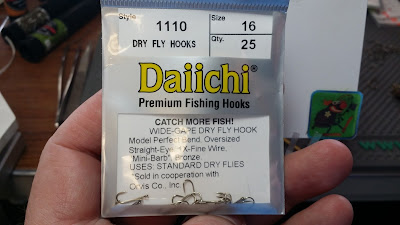 Style 1110 Size 16
DRY FLY HOOKS Qty. 25
Daiichi®
Premium Fishing Hooks
CATCH MORE FISH!
WIDE-GAPE DRY FLY HOOK
Model Perfect Bend, Oversized
Straight-Eye, X-Fine Wire,
"Mini-Barb", Bronze.
USES: STANDARD DRY FLIES
*Sold in cooperation with
Orvis Co., Inc.